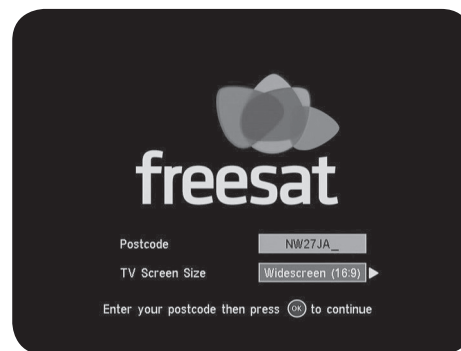 freesat
Postcode NW27JA_
TV Screen Size Widescreen (16:9)
Enter your postcode then press OK to continue